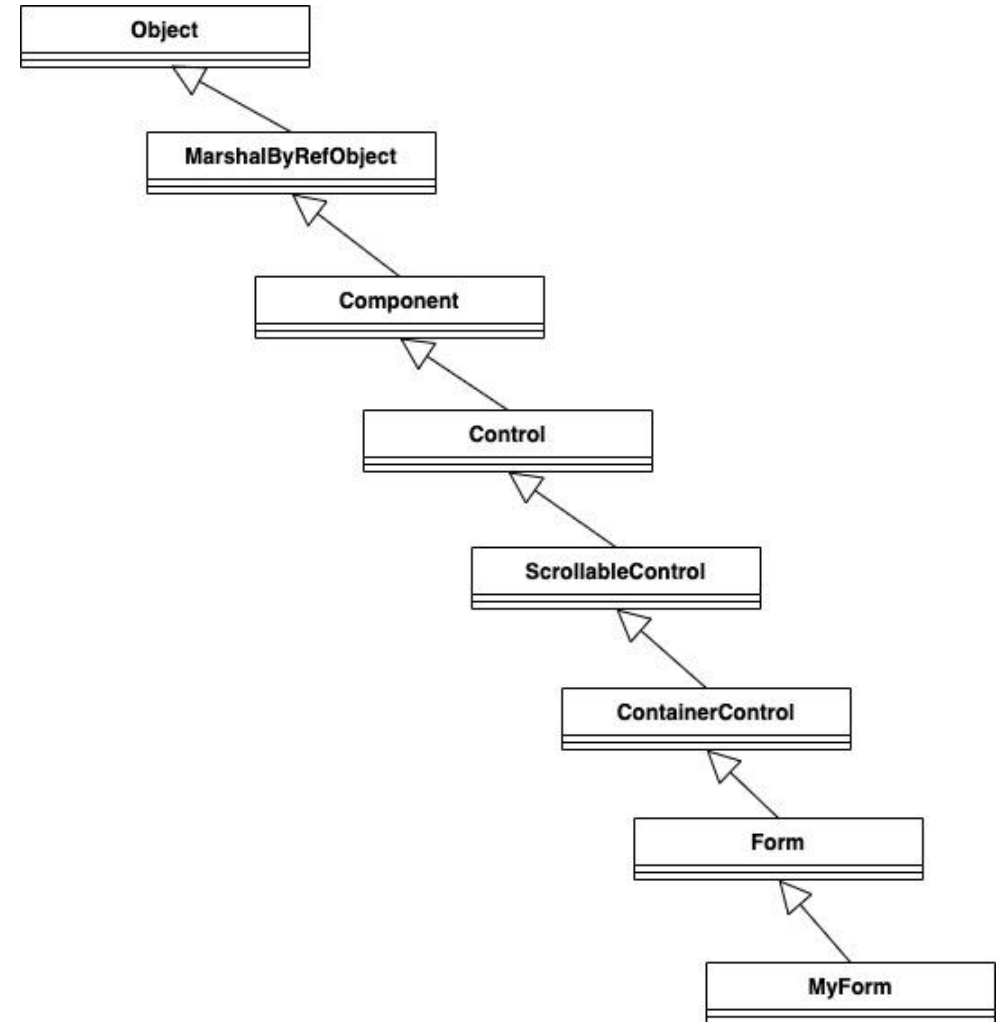 Object
MarshalByRefObject
Component
Control
ScrollableControl
ContainerControl
Form
MyForm